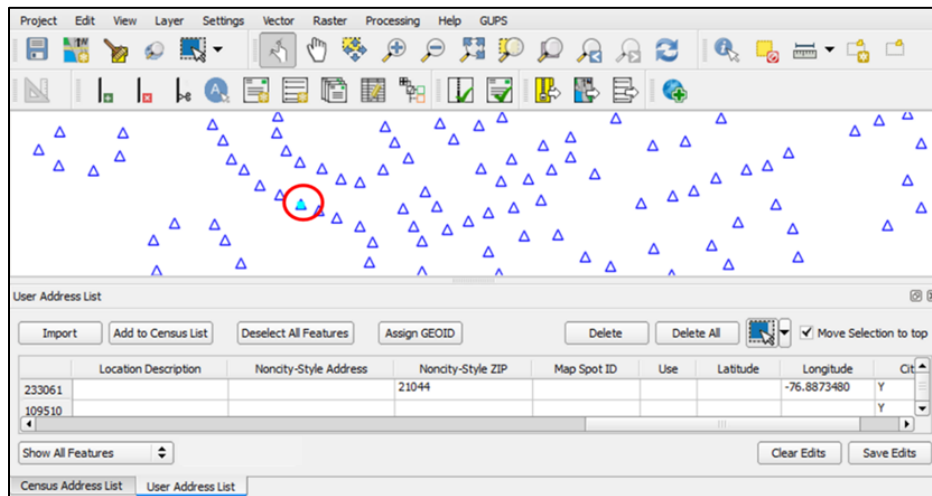 Project Edit View Layer Settings Vector Raster Processing Help GUPS
User Address List
Import Add to Census List Deselect All Features Assign GEOID Delete Delete All Move Selection to top
Location Description Noncity-Style Address Noncity-Style ZIP Map Spot ID Use Latitude Longitude Cit
233061 21044 -76.8873480 Y
109510 Y
Show All Features Clear Edits Save Edits
Census Address List User Address List